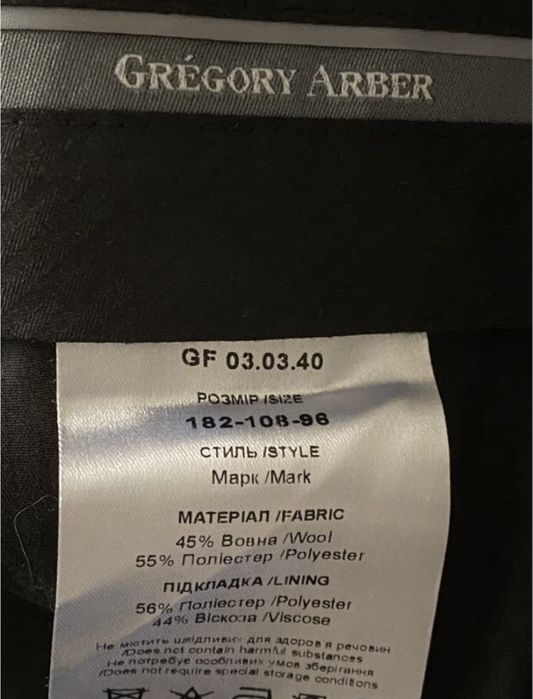 GRÉGORY ARBER
GF 03.03.40
РОЗМІР /SIZE
182-108-96
СТИЛЬ /STYLE
Марк /Mark
МАТЕРІАЛ /FABRIC
45% Вовна /Wool
55% Поліестер /Polyester
ПІДКЛАДКА /LINING
56% Поліестер /Polyester
44% Віскоза /Viscose
Не містить шкідливих для здоров'я речовин
/Does not contain harmful substances
Не потребує особливих умов зберігання
/Does not require special storage conditions